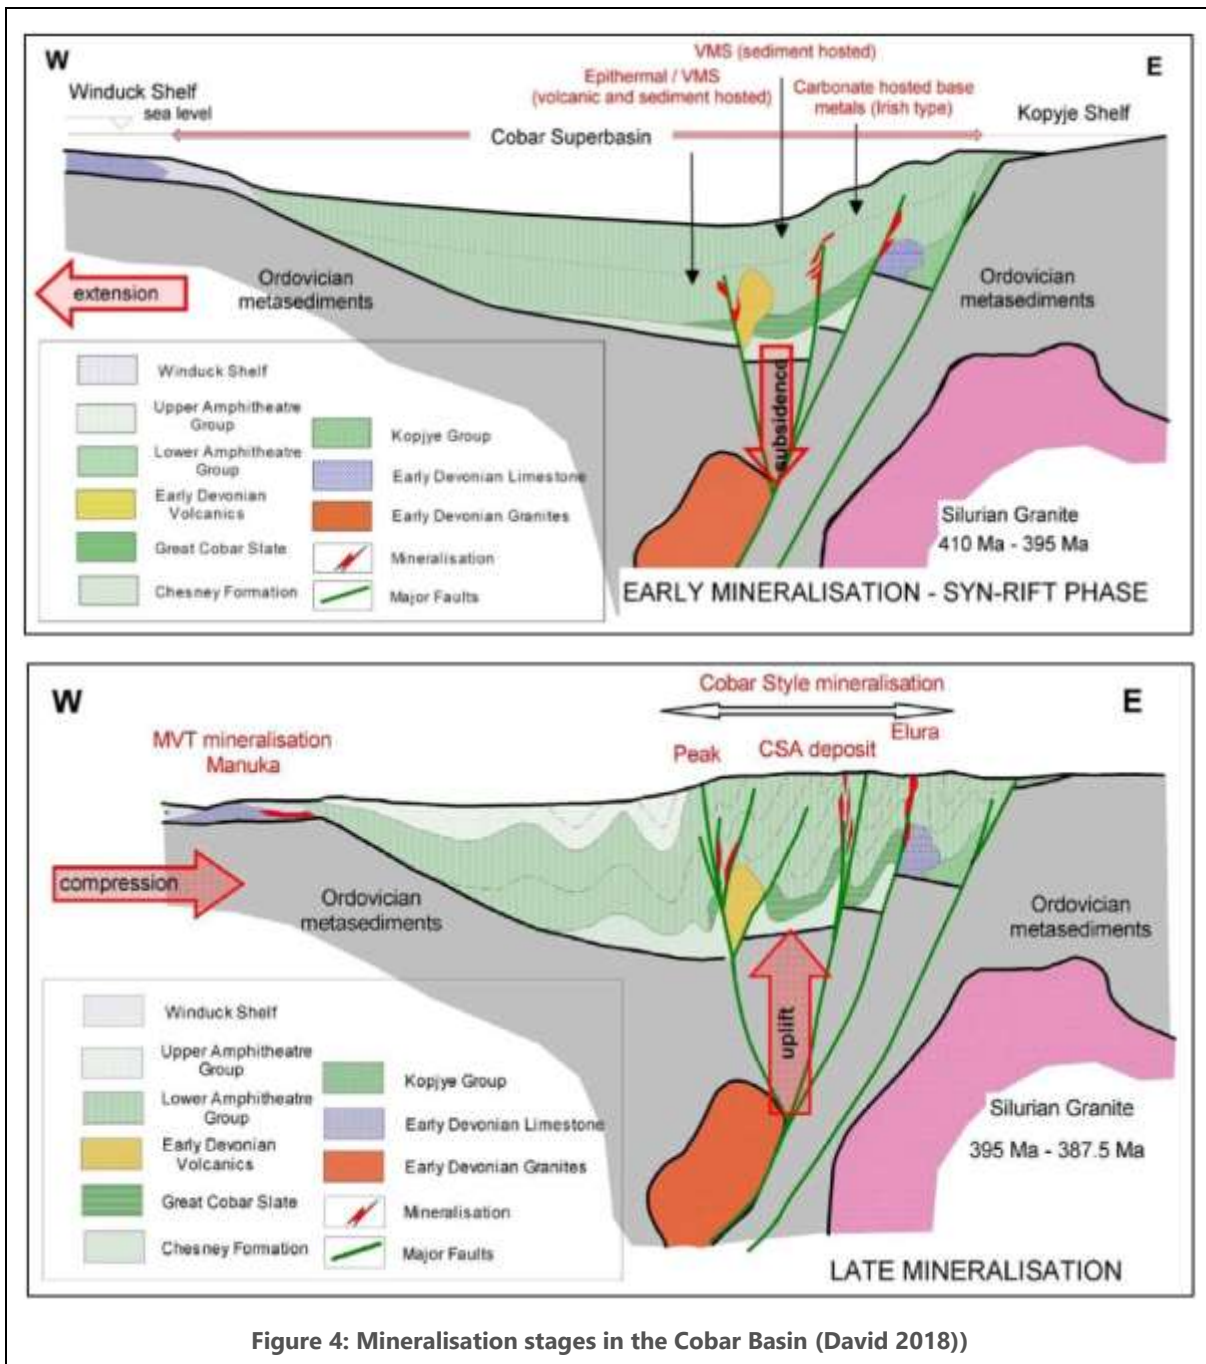 W
E
VMS (sediment hosted)
Epithermal / VMS
(volcanic and sediment hosted)
Carbonate hosted base
metals (Irish type)
Winduck Shelf
sea level
Cobar Superbasin
Kopyje Shelf
extension
Ordovician
metasediments
Ordovician
metasediments
subsidence
Winduck Shelf
Upper Amphitheatre
Group
Lower Amphitheatre
Group
Early Devonian
Volcanics
Great Cobar Slate
Chesney Formation
Kopjye Group
Early Devonian Limestone
Early Devonian Granites
Mineralisation
Major Faults
Silurian Granite
410 Ma - 395 Ma
EARLY MINERALISATION - SYN-RIFT PHASE
W
E
Cobar Style mineralisation
MVT mineralisation
Manuka
Peak
CSA deposit
Elura
compression
Ordovician
metasediments
Ordovician
metasediments
uplift
Winduck Shelf
Upper Amphitheatre
Group
Lower Amphitheatre
Group
Early Devonian
Volcanics
Great Cobar Slate
Chesney Formation
Kopjye Group
Early Devonian Limestone
Early Devonian Granites
Mineralisation
Major Faults
Silurian Granite
395 Ma - 387.5 Ma
LATE MINERALISATION
Figure 4: Mineralisation stages in the Cobar Basin (David 2018))